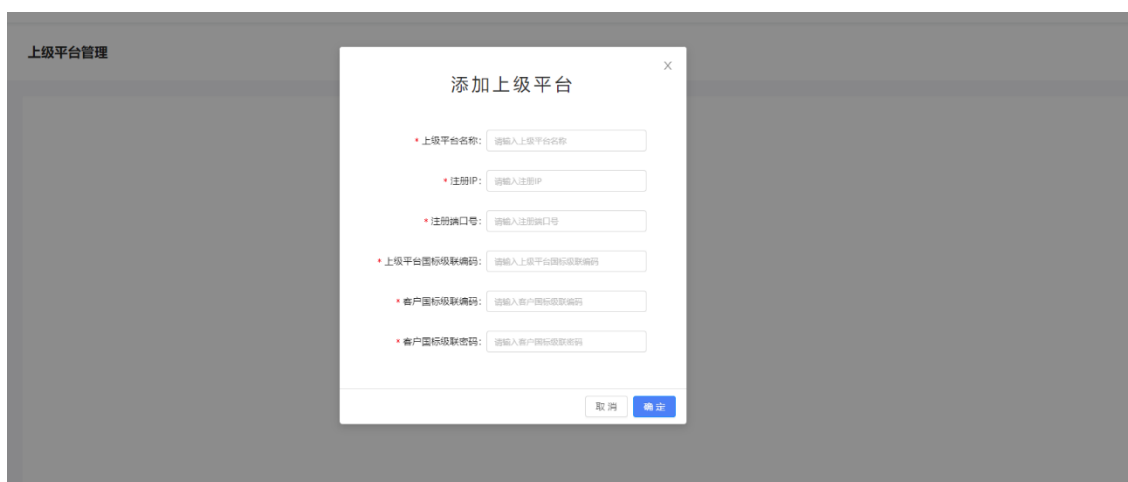 上级平台管理
X
添加上级平台
* 上级平台名称: 请输入上级平台名称
* 注册IP: 请输入注册IP
* 注册端口号: 请输入注册端口号
* 上级平台国标级联编码: 请输入上级平台国标级联编码
* 客户国标级联编码: 请输入客户国标级联编码
* 客户国标级联密码: 请输入客户国标级联密码
取消 确定